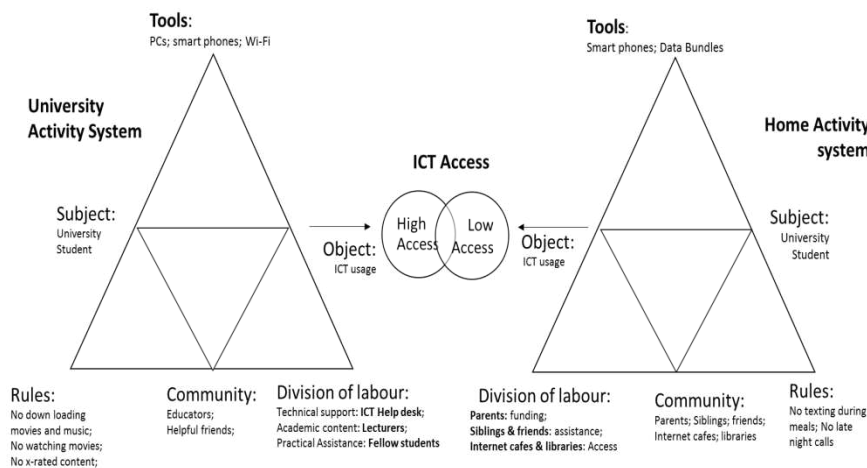 Tools:
PCs; smart phones; Wi-Fi
University
Activity System
Subject:
University
Student
Object:
ICT usage
Rules:
No down loading
movies and music;
No watching movies;
No x-rated content;
Community:
Educators;
Helpful friends;
Division of labour:
Technical support: ICT Help desk;
Academic content: Lecturers;
Practical Assistance: Fellow students
ICT Access
High
Access
Low
Access
Tools:
Smart phones; Data Bundles
Home Activity
system
Object:
ICT usage
Subject:
University
Student
Division of labour:
Parents: funding;
Siblings & friends: assistance;
Internet cafes & libraries: Access
Community:
Parents; Siblings; friends;
Internet cafes; libraries
Rules:
No texting during
meals; No late
night calls